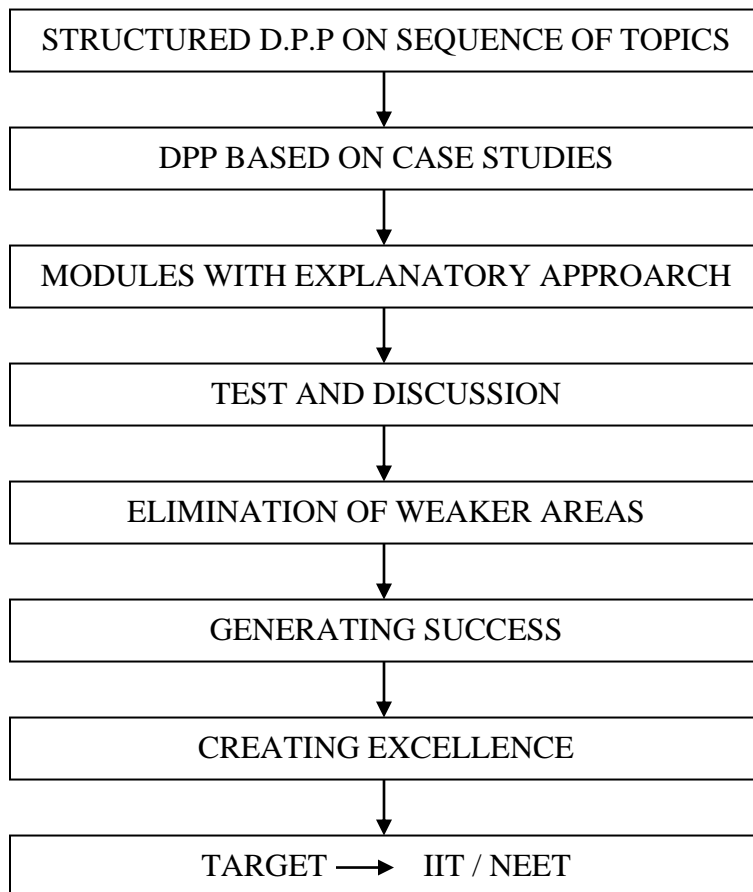 STRUCTURED D.P.P ON SEQUENCE OF TOPICS
DPP BASED ON CASE STUDIES
MODULES WITH EXPLANATORY APPROARCH
TEST AND DISCUSSION
ELIMINATION OF WEAKER AREAS
GENERATING SUCCESS
CREATING EXCELLENCE
TARGET → IIT / NEET